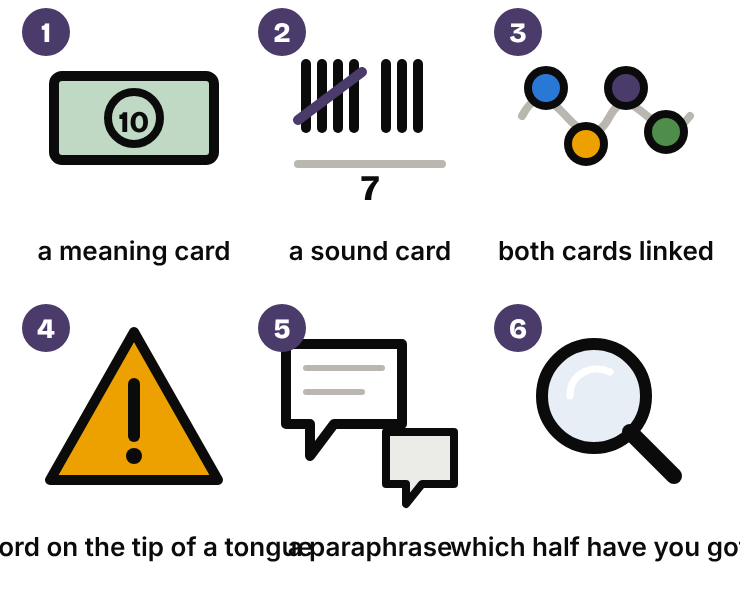 1
2
3
10
7
a meaning card
a sound card
both cards linked
4
5
6
ord on the tip of a tongue
a paraphrase
which half have you got